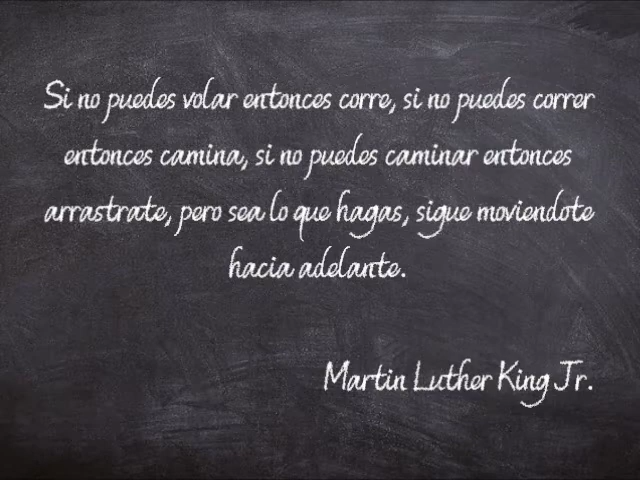 Si no puedes volar entonces corre, si no puedes correr
entonces camina, si no puedes caminar entonces
arrastrate, pero sea lo que hagas, sigue moviendote
hacia adelante.
Martin Luther King Jr.